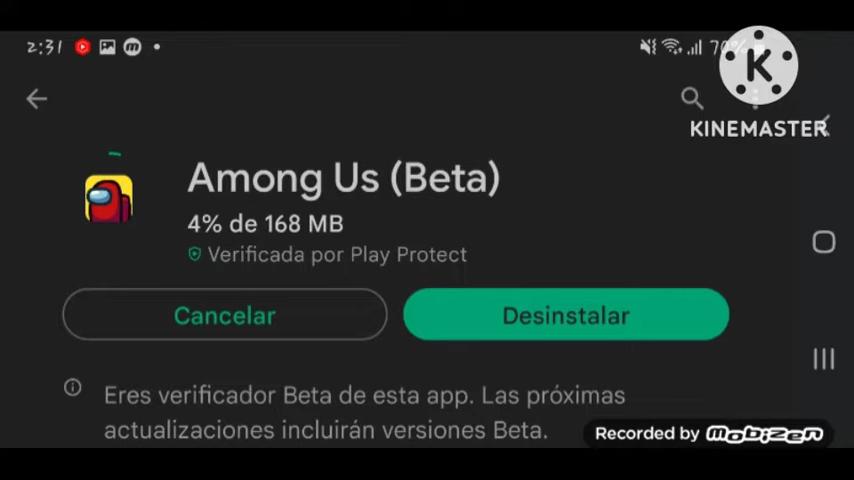 2:31
70%
KINEMASTER
Among Us (Beta)
4% de 168 MB
Verificada por Play Protect
Cancelar
Desinstalar
Eres verificador Beta de esta app. Las próximas
actualizaciones incluirán versiones Beta.
Recorded by mobizen